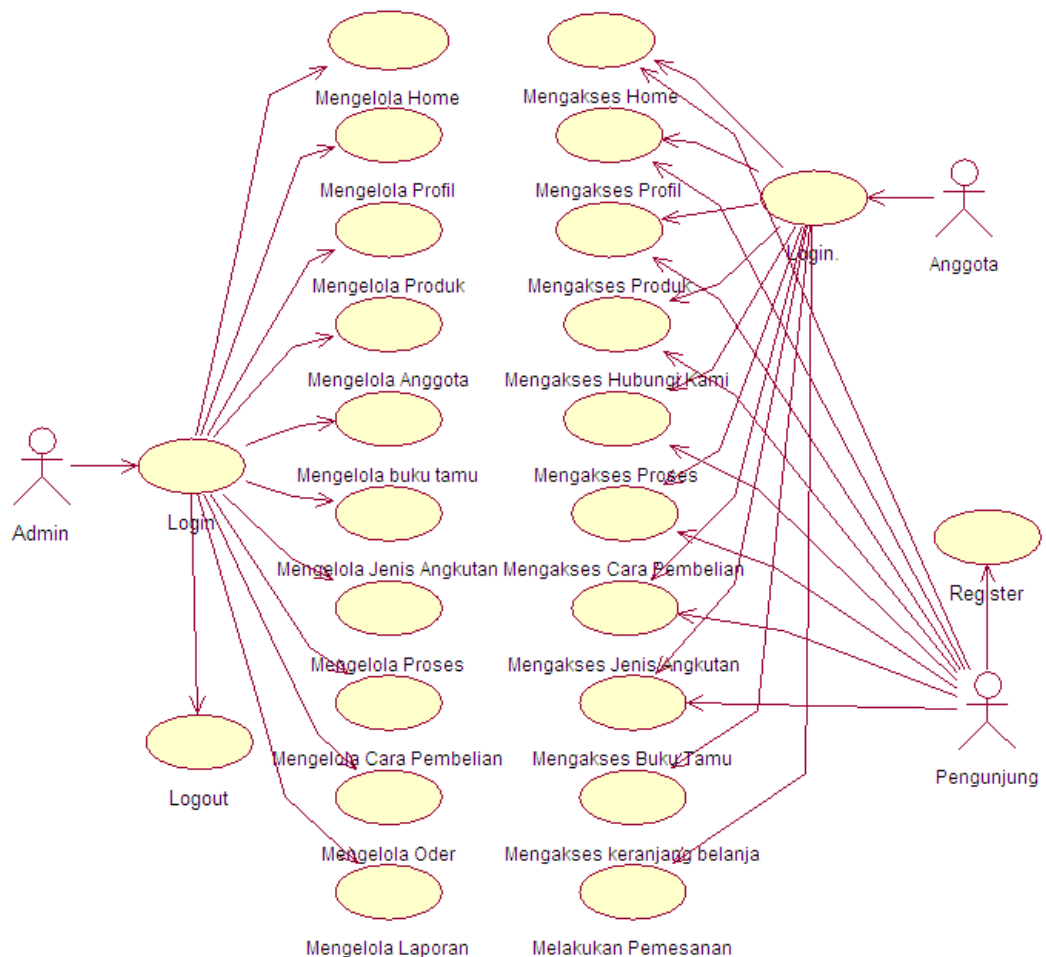 Mengelola Home
Mengakses Home
Mengelola Profil
Mengakses Profil
Login.
Anggota
Mengelola Produk
Mengakses Produk
Mengelola Anggota
Mengakses Hubungi Kami
Mengelola buku tamu
Mengakses Proses
Login
Admin
Mengelola Jenis Angkutan
Mengakses Cara Pembelian
Register
Mengelola Proses
Mengakses Jenis Angkutan
Mengelola Cara Pembelian
Mengakses Buku Tamu
Pengunjung
Logout
Mengelola Oder
Mengakses keranjang belanja
Mengelola Laporan
Melakukan Pemesanan